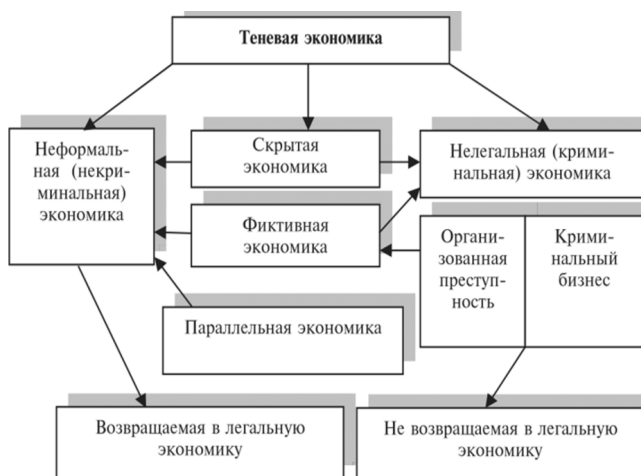 Теневая экономика
Неформаль-
ная (некри-
минальная)
экономика
Скрытая
экономика
Нелегальная (крими-
нальная) экономика
Фиктивная
экономика
Органи-
зованная
преступ-
ность
Крими-
нальный
бизнес
Параллельная экономика
Возвращаемая в легальную
экономику
Не возвращаемая в легальную
экономику